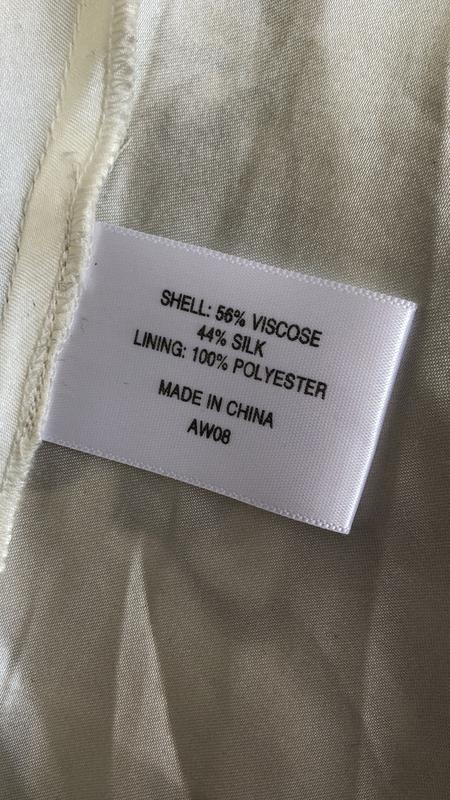 SHELL: 56% VISCOSE
44% SILK
LINING: 100% POLYESTER
MADE IN CHINA
AW08